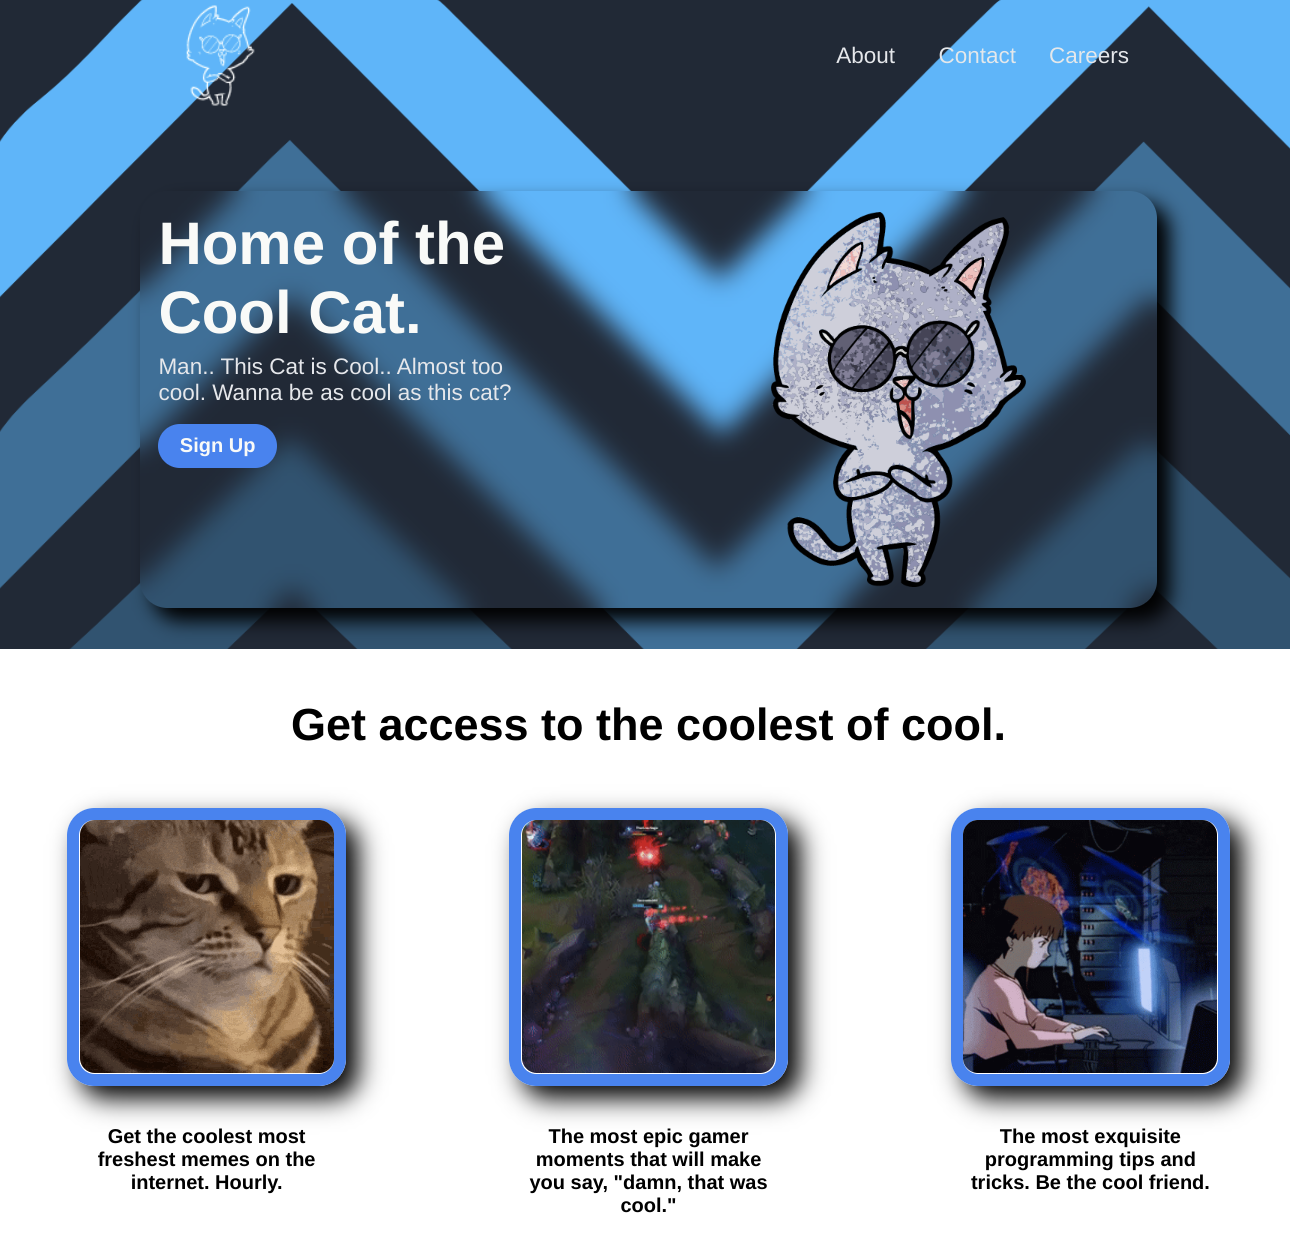 About Contact Careers
Home of the
Cool Cat.
Man.. This Cat is Cool.. Almost too
cool. Wanna be as cool as this cat?
Sign Up
Get access to the coolest of cool.
Get the coolest most
freshest memes on the
internet. Hourly.
The most epic gamer
moments that will make
you say, "damn, that was
cool."
The most exquisite
programming tips and
tricks. Be the cool friend.